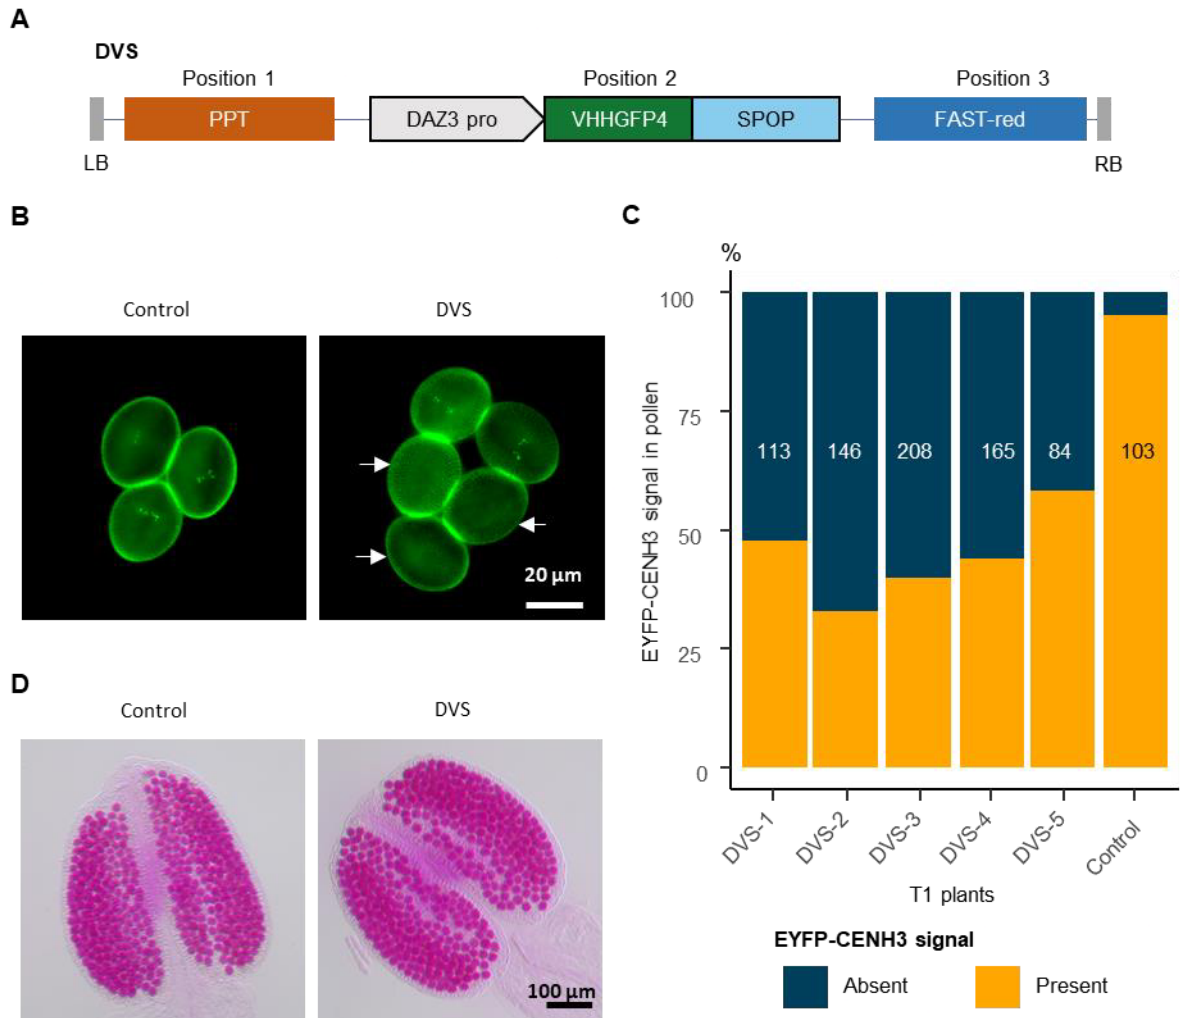 A
DVS
Position 1
Position 2
Position 3
PPT
DAZ3 pro
VHHGFP4
SPOP
FAST-red
LB
RB
B
Control
DVS
20 µm
C
%
EYFP-CENH3 signal in pollen
100
75
50
25
0
113
146
208
165
84
103
DVS-1
DVS-2
DVS-3
DVS-4
DVS-5
Control
T1 plants
EYFP-CENH3 signal
Absent
Present
D
Control
DVS
100 µm